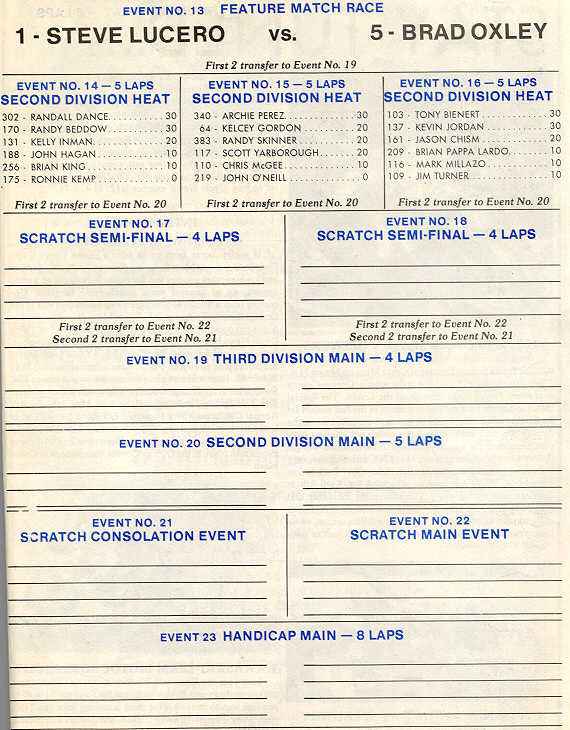 EVENT NO. 13 FEATURE MATCH RACE
1 - STEVE LUCERO vs. 5 - BRAD OXLEY
First 2 transfer to Event No. 19
EVENT NO. 14 — 5 LAPS
SECOND DIVISION HEAT
302 - RANDALL DANCE............30
170 - RANDY BEDDOW............30
131 - KELLY INMAN..............20
188 - JOHN HAGAN..............10
256 - BRIAN KING...............10
175 - RONNIE KEMP..............0
First 2 transfer to Event No. 20
EVENT NO. 15 — 5 LAPS
SECOND DIVISION HEAT
340 - ARCHIE PEREZ.............30
64 - KELCEY GORDON...........20
383 - RANDY SKINNER...........20
117 - SCOTT YARBOROUGH.......20
110 - CHRIS McGEE..............10
219 - JOHN O'NEILL..............0
First 2 transfer to Event No. 20
EVENT NO. 16 — 5 LAPS
SECOND DIVISION HEAT
103 - TONY BIENERT.............30
137 - KEVIN JORDAN............30
161 - JASON CHISM..............20
209 - BRIAN PAPPA LARDO.......10
116 - MARK MILLAZO............10
109 - JIM TURNER...............10
First 2 transfer to Event No. 20
EVENT NO. 17
SCRATCH SEMI-FINAL — 4 LAPS
First 2 transfer to Event No. 22
Second 2 transfer to Event No. 21
EVENT NO. 18
SCRATCH SEMI-FINAL — 4 LAPS
First 2 transfer to Event No. 22
Second 2 transfer to Event No. 21
EVENT NO. 19 THIRD DIVISION MAIN — 4 LAPS
EVENT NO. 20 SECOND DIVISION MAIN — 5 LAPS
EVENT NO. 21
SCRATCH CONSOLATION EVENT
EVENT NO. 22
SCRATCH MAIN EVENT
EVENT 23 HANDICAP MAIN — 8 LAPS